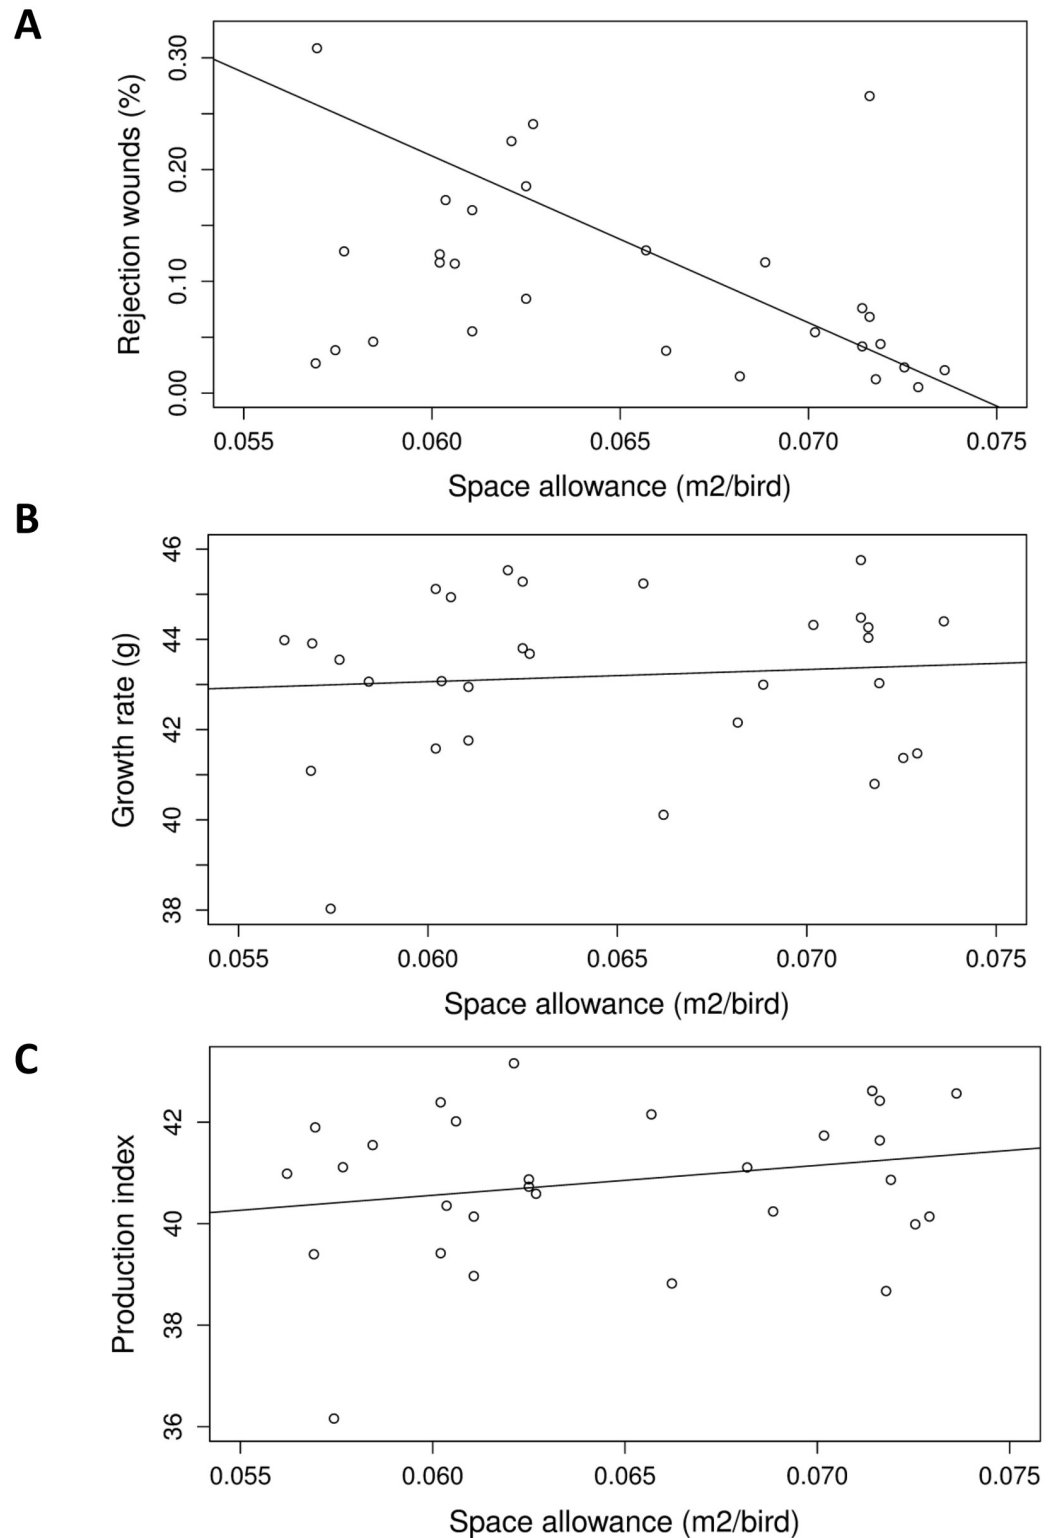 A
Rejection wounds (%)
0.30
0.20
0.10
0.00
0.055 0.060 0.065 0.070 0.075
Space allowance (m2/bird)
B
Growth rate (g)
46
44
42
40
38
0.055 0.060 0.065 0.070 0.075
Space allowance (m2/bird)
C
Production index
42
40
38
36
0.055 0.060 0.065 0.070 0.075
Space allowance (m2/bird)